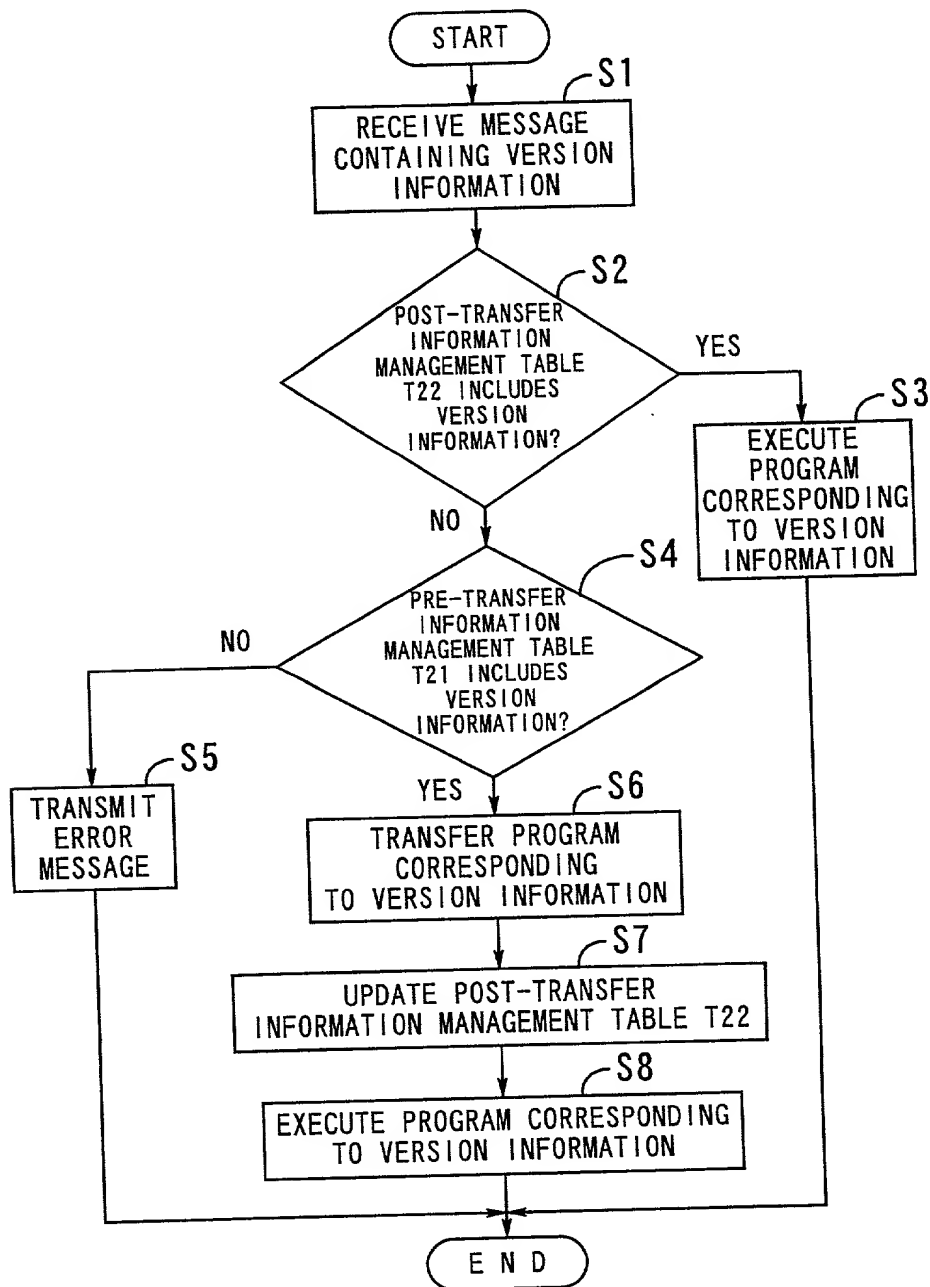 START
S1
RECEIVE MESSAGE
CONTAINING VERSION
INFORMATION
S2
POST-TRANSFER
INFORMATION
MANAGEMENT TABLE
T22 INCLUDES
VERSION
INFORMATION?
YES
NO
S3
EXECUTE
PROGRAM
CORRESPONDING
TO VERSION
INFORMATION
S4
PRE-TRANSFER
INFORMATION
MANAGEMENT TABLE
T21 INCLUDES
VERSION
INFORMATION?
NO
YES
S5
TRANSMIT
ERROR
MESSAGE
S6
TRANSFER PROGRAM
CORRESPONDING
TO VERSION INFORMATION
S7
UPDATE POST-TRANSFER
INFORMATION MANAGEMENT TABLE T22
S8
EXECUTE PROGRAM CORRESPONDING
TO VERSION INFORMATION
END